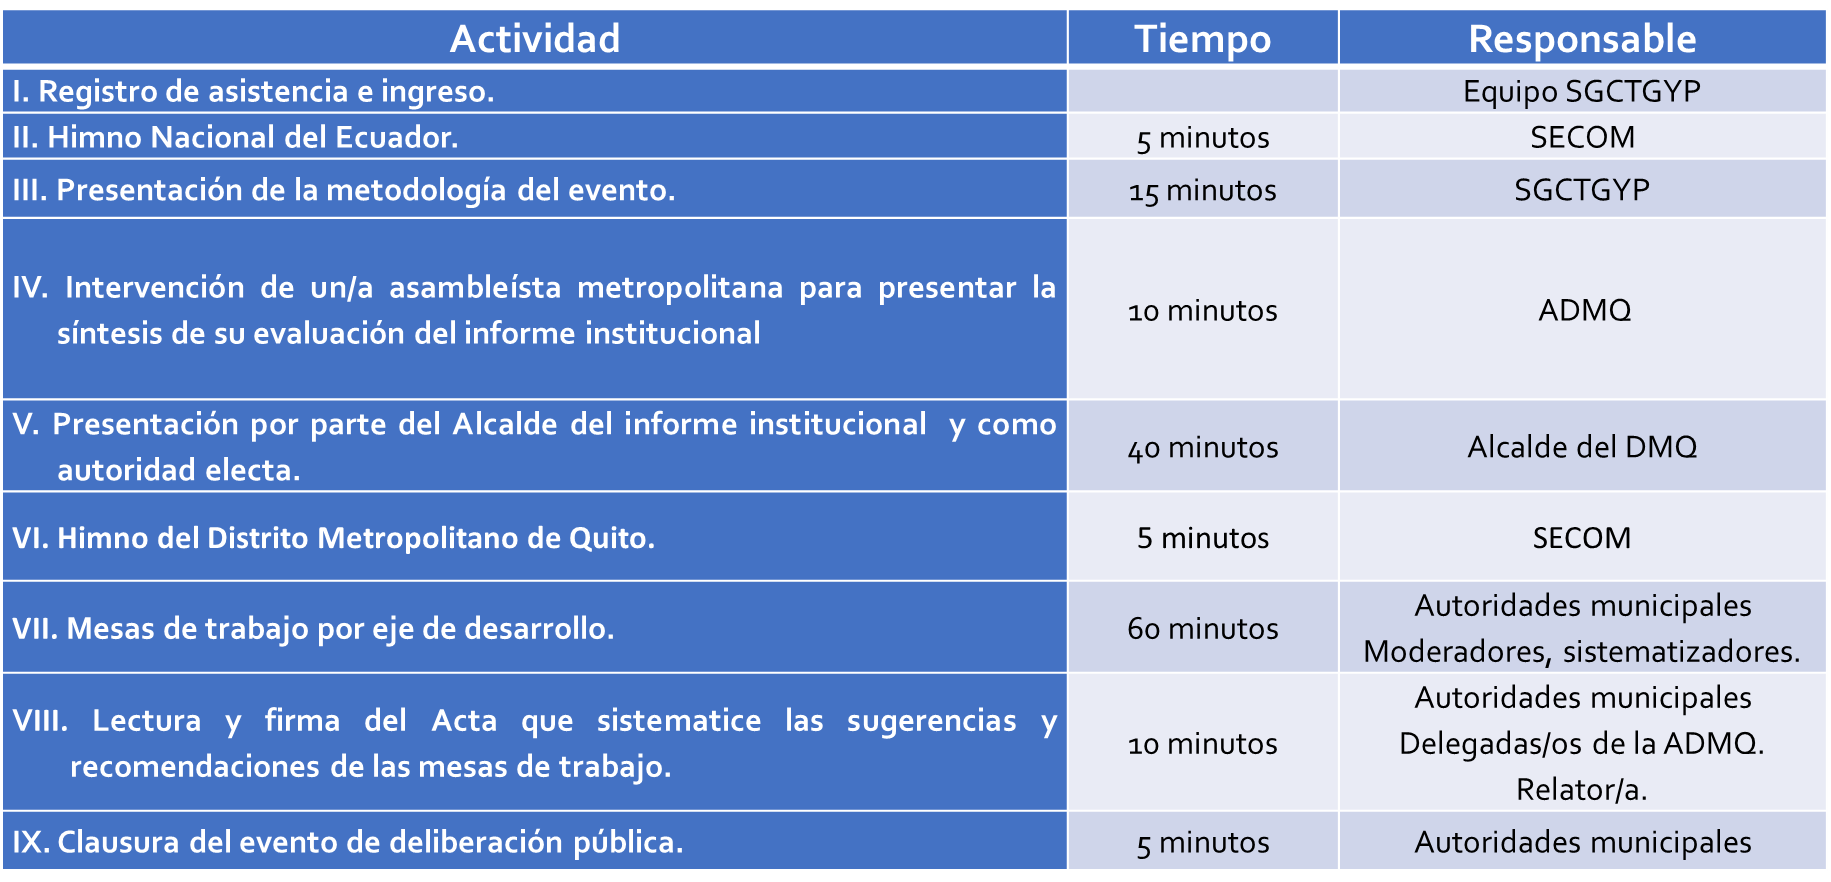 Actividad Tiempo Responsable
I. Registro de asistencia e ingreso. Equipo SGCTGYP
II. Himno Nacional del Ecuador. 5 minutos SECOM
III. Presentación de la metodología del evento. 15 minutos SGCTGYP
IV. Intervención de un/a asambleísta metropolitana para presentar la
síntesis de su evaluación del informe institucional
10 minutos ADMQ
V. Presentación por parte del Alcalde del informe institucional y como
autoridad electa.
40 minutos Alcalde del DMQ
VI. Himno del Distrito Metropolitano de Quito. 5 minutos SECOM
VII. Mesas de trabajo por eje de desarrollo. 60 minutos
Autoridades municipales
Moderadores, sistematizadores.
VIII. Lectura y firma del Acta que sistematice las sugerencias y
recomendaciones de las mesas de trabajo.
10 minutos
Autoridades municipales
Delegadas/os de la ADMQ.
Relator/a.
IX. Clausura del evento de deliberación pública. 5 minutos Autoridades municipales